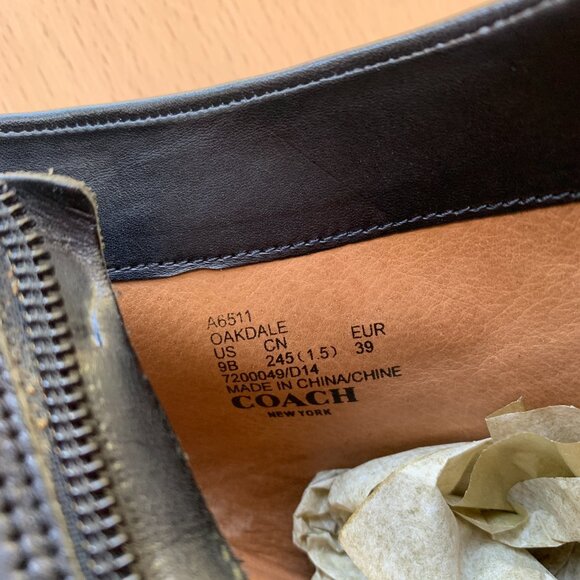 A6511
OAKDALE
US CN EUR
9B 245(1.5) 39
7200049/D14
MADE IN CHINA/CHINE
COACH
NEW YORK